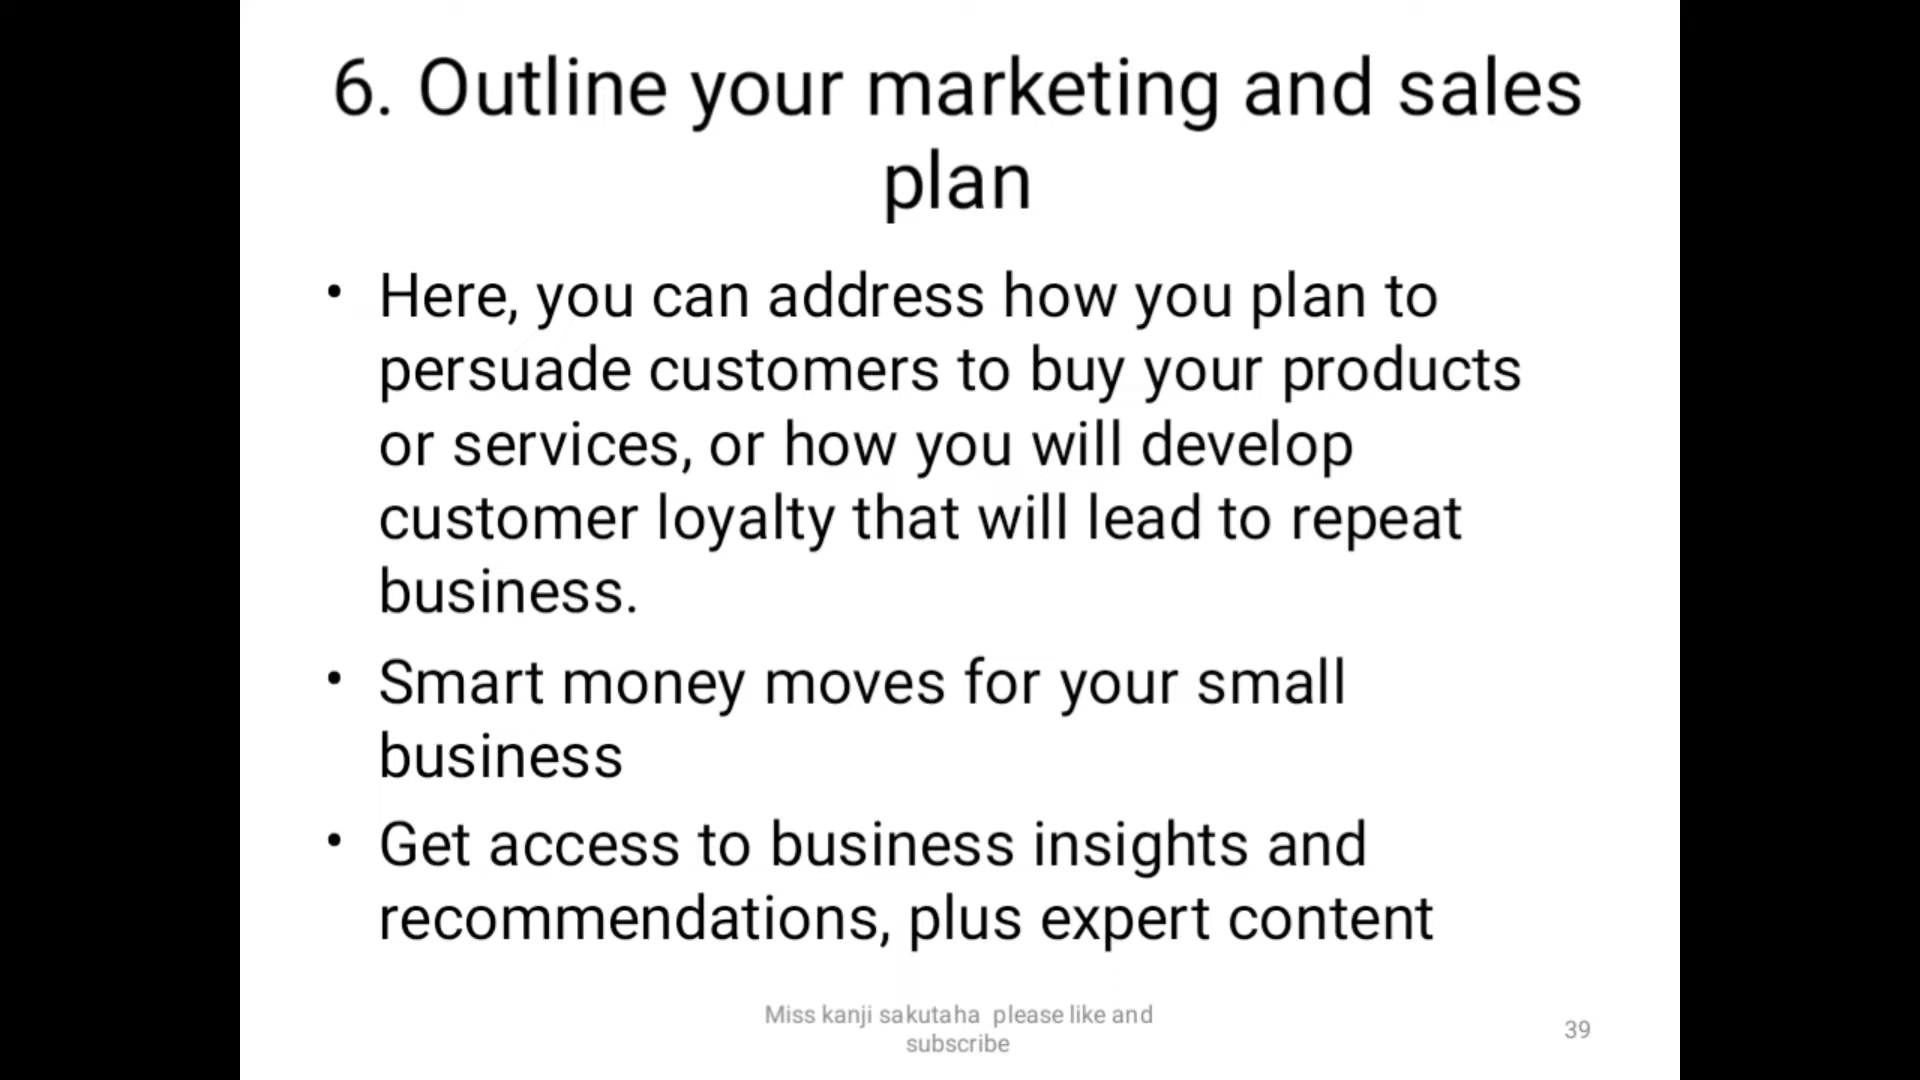 6. Outline your marketing and sales
plan
• Here, you can address how you plan to
persuade customers to buy your products
or services, or how you will develop
customer loyalty that will lead to repeat
business.
• Smart money moves for your small
business
• Get access to business insights and
recommendations, plus expert content
Miss kanji sakutaha please like and
subscribe
39